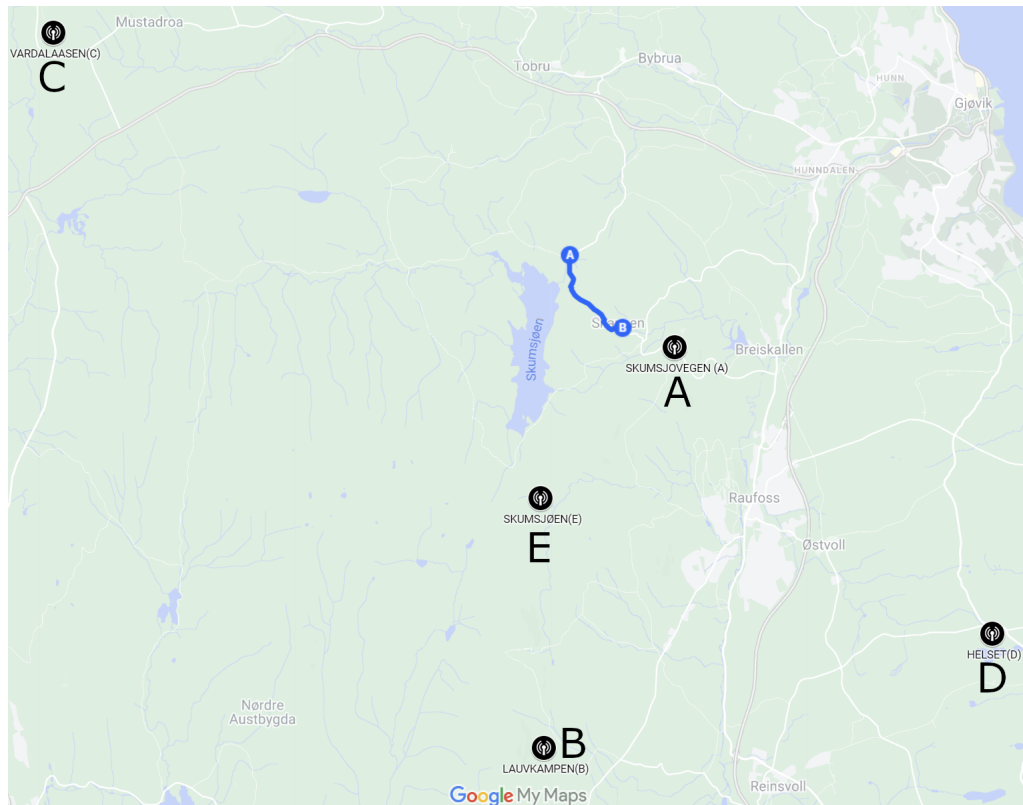 Mustadroa
VARDALAASEN(C)
C
Tobru
Bybrua
HUNN
Gjøvik
HUNNDALEN
A
B
Skumsjøen
SKUMSJOVEGEN (A)
A
Breiskallen
Raufoss
SKUMSJØEN(E)
E
Østvoll
HELSET(D)
D
Nørdre
Austbygda
B
LAUVKAMPEN(B)
Reinsvoll
Google My Maps